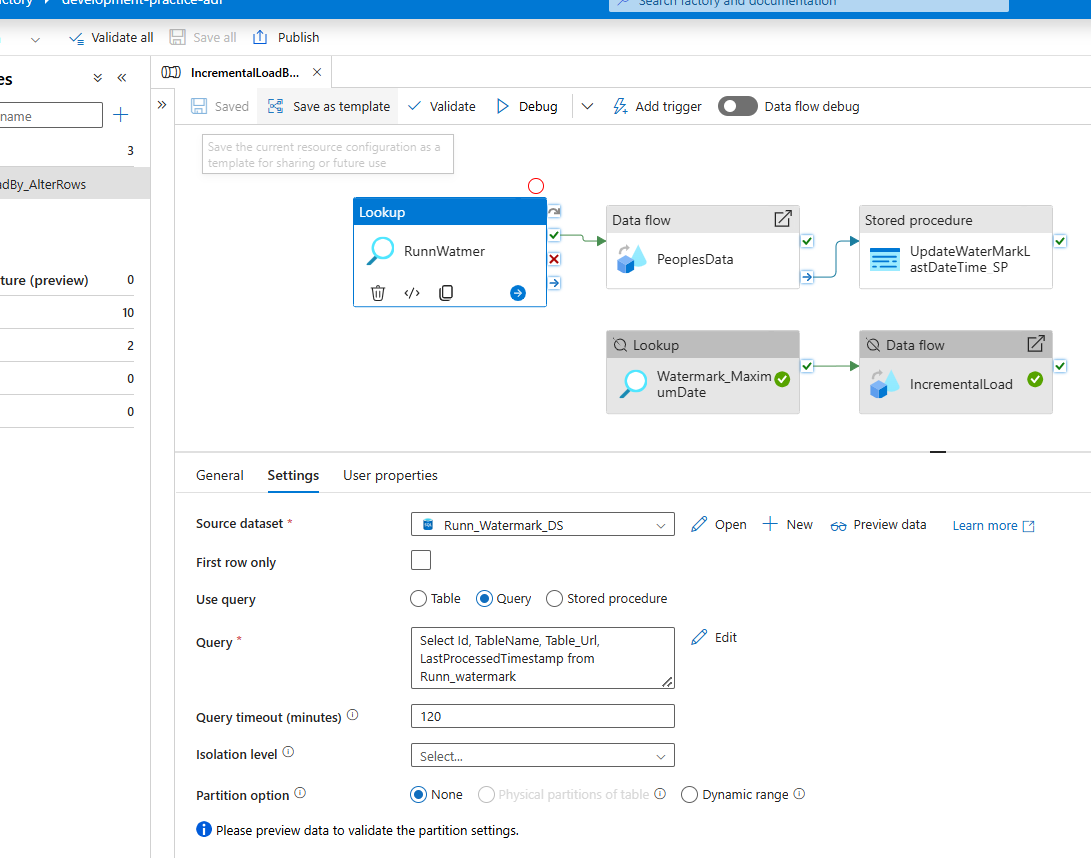 development-practice-adf
Search factory and documentation
Validate all
Save all
Publish
es
IncrementalLoadB...
name
3
adBy_AlterRows
ture (preview)
0
10
2
0
0
Saved
Save as template
Validate
Debug
Add trigger
Data flow debug
Save the current resource configuration as a
template for sharing or future use
Lookup
RunnWatmer
Data flow
PeoplesData
Stored procedure
UpdateWaterMarkL
astDateTime_SP
Lookup
Watermark_Maxim
umDate
Data flow
IncrementalLoad
General
Settings
User properties
Source dataset *
Runn_Watermark_DS
Open
New
Preview data
Learn more
First row only
Use query
Table
Query
Stored procedure
Query *
Select Id, TableName, Table_Url,
LastProcessedTimestamp from
Runn_watermark
Edit
Query timeout (minutes)
120
Isolation level
Select...
Partition option
None
Physical partitions of table
Dynamic range
Please preview data to validate the partition settings.